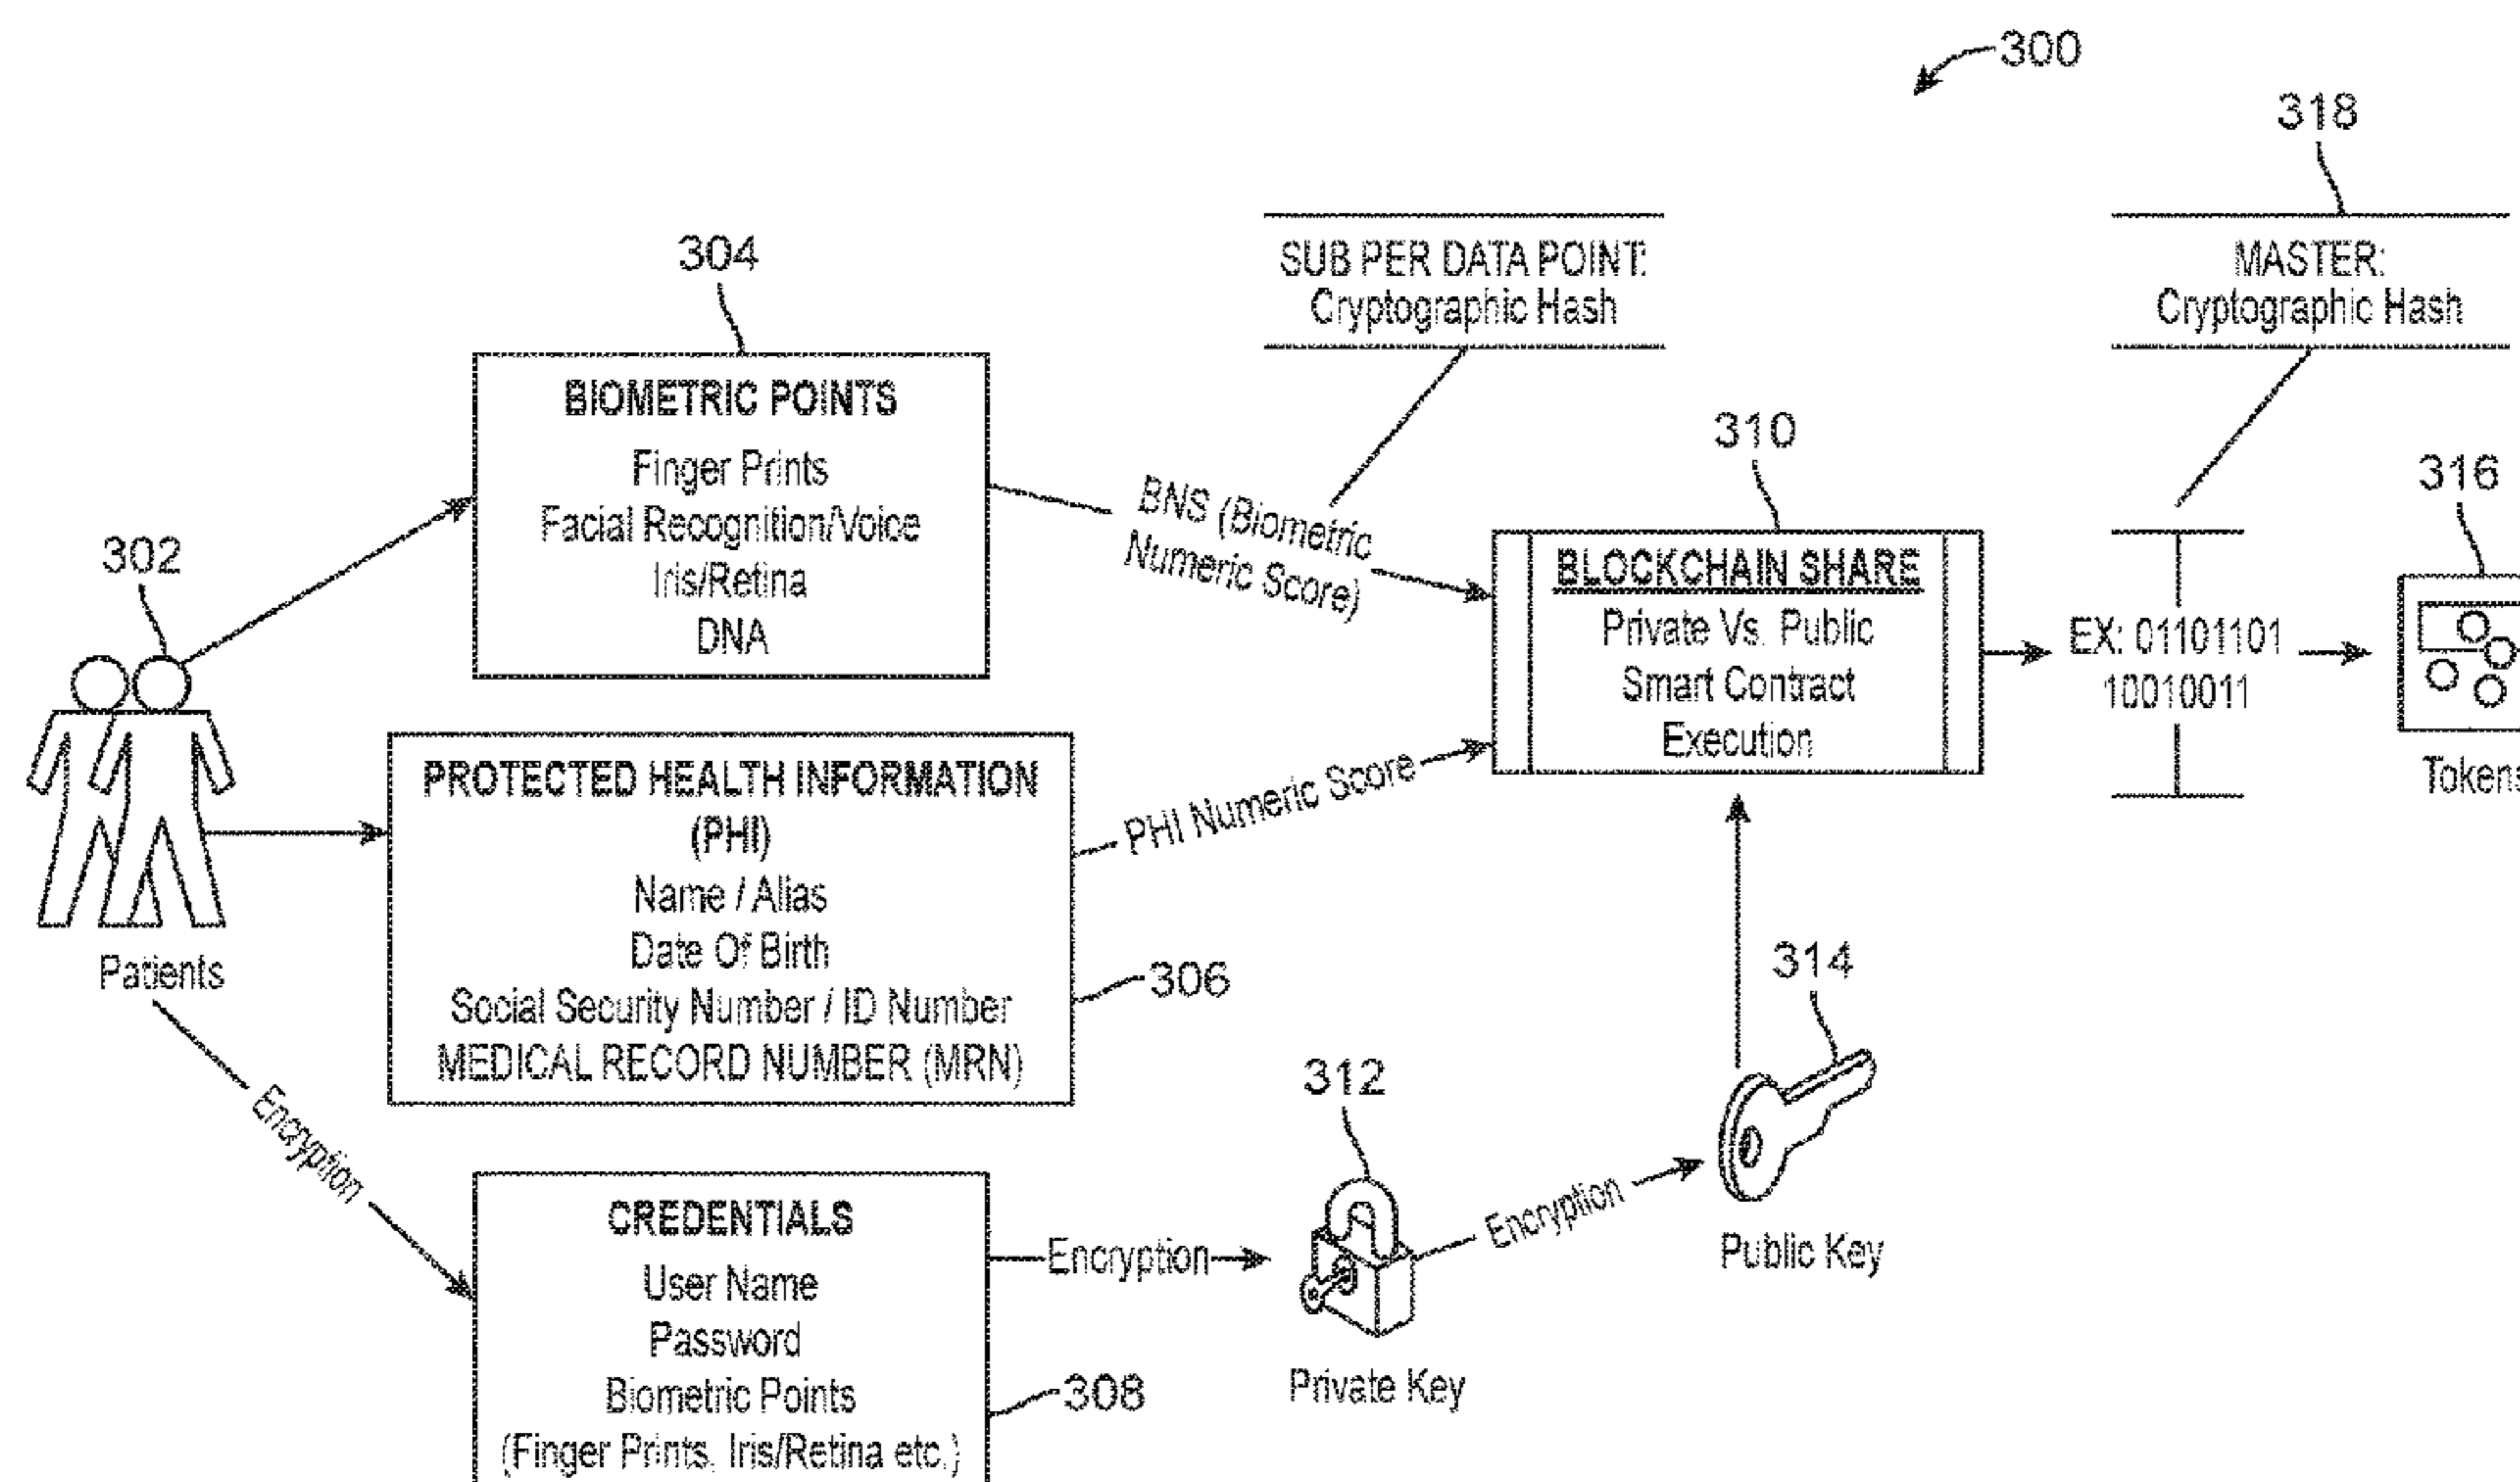 300
318
MASTER:
Cryptographic Hash
SUB PER DATA POINT:
Cryptographic Hash
304
BIOMETRIC POINTS
Finger Prints
Facial Recognition/Voice
Iris/Retina
DNA
BNS (Biometric
Numeric Score)
310
BLOCKCHAIN SHARE
Private Vs. Public
Smart Contract
Execution
EX: 01101101
10010011
316
Tokens
302
Patients
PROTECTED HEALTH INFORMATION
(PHI)
Name / Alias
Date Of Birth
Social Security Number / ID Number
MEDICAL RECORD NUMBER (MRN)
306
PHI Numeric Score
Encryption
CREDENTIALS
User Name
Password
Biometric Points
(Finger Prints, Iris/Retina etc.)
308
Encryption
312
Private Key
Encryption
314
Public Key